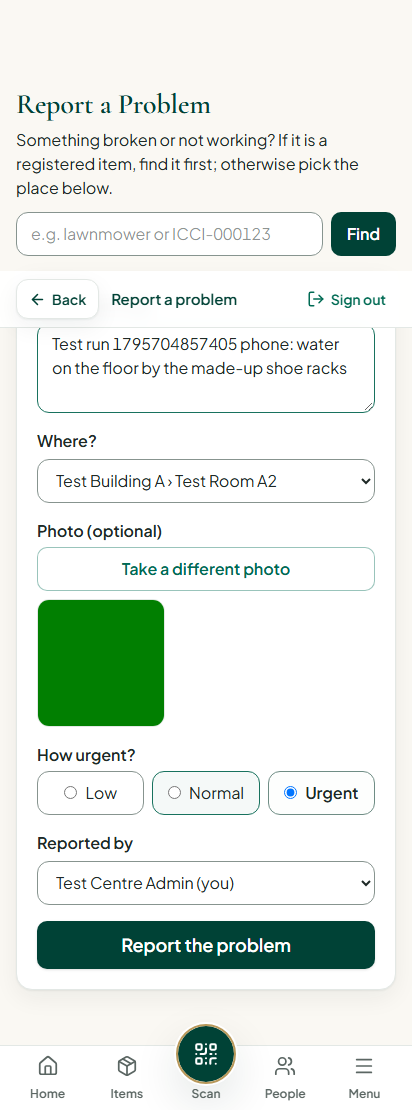 Report a Problem
Something broken or not working? If it is a
registered item, find it first; otherwise pick the
place below.
e.g. lawnmower or ICCI-000123
Find
Back
Report a problem
Sign out
Test run 1795704857405 phone: water
on the floor by the made-up shoe racks
Where?
Test Building A › Test Room A2
Photo (optional)
Take a different photo
How urgent?
Low
Normal
Urgent
Reported by
Test Centre Admin (you)
Report the problem
Home
Items
Scan
People
Menu